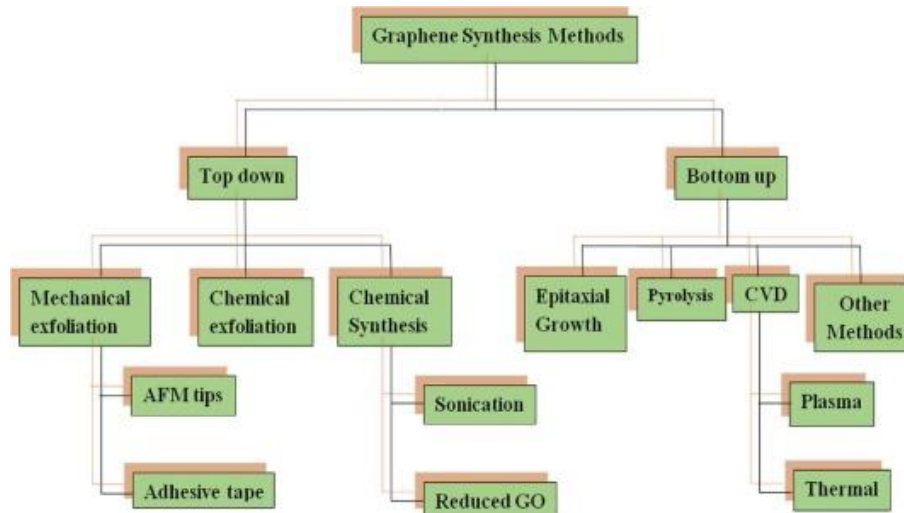 Graphene Synthesis Methods
Top down
Bottom up
Mechanical
exfoliation
Chemical
exfoliation
Chemical
Synthesis
Epitaxial
Growth
Pyrolysis
CVD
Other
Methods
AFM tips
Adhesive tape
Sonication
Reduced GO
Plasma
Thermal